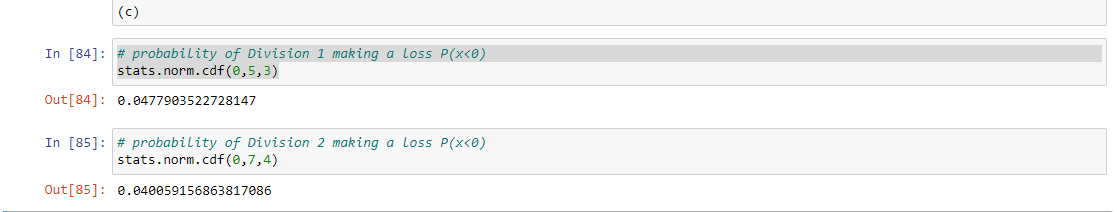 (c)
In [84]: # probability of Division 1 making a loss P(x<0)
stats.norm.cdf(0,5,3)
Out[84]: 0.0477903522728147
In [85]: # probability of Division 2 making a loss P(x<0)
stats.norm.cdf(0,7,4)
Out[85]: 0.040059156863817086